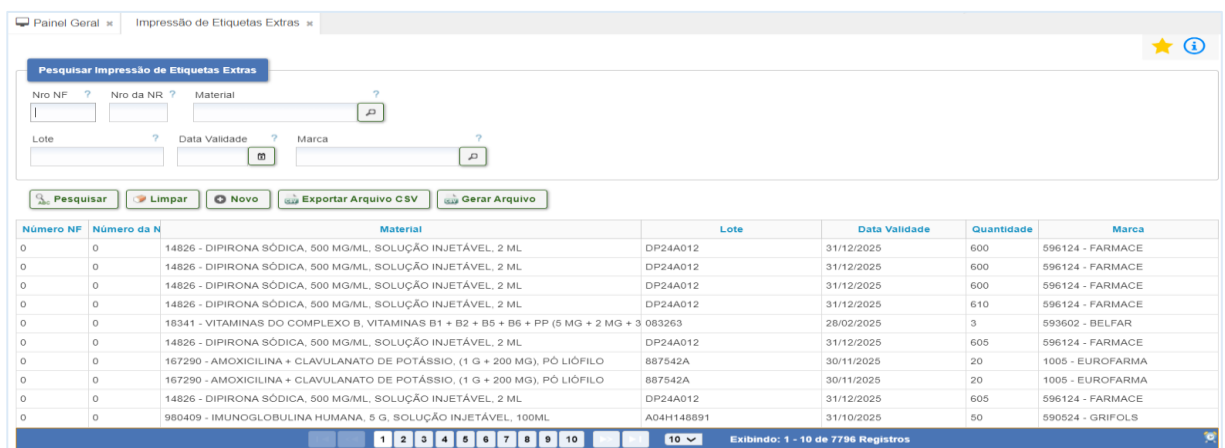 Painel Geral × Impressão de Etiquetas Extras ×
Pesquisar Impressão de Etiquetas Extras
Nro NF ? Nro da NR ? Material ?
Lote ? Data Validade ? Marca ?
Pesquisar Limpar Novo Exportar Arquivo CSV Gerar Arquivo
Número NF Número da N Material Lote Data Validade Quantidade Marca
0 0 14826 - DIPIRONA SÓDICA, 500 MG/ML, SOLUÇÃO INJETÁVEL, 2 ML DP24A012 31/12/2025 600 596124 - FARMACE
0 0 14826 - DIPIRONA SÓDICA, 500 MG/ML, SOLUÇÃO INJETÁVEL, 2 ML DP24A012 31/12/2025 600 596124 - FARMACE
0 0 14826 - DIPIRONA SÓDICA, 500 MG/ML, SOLUÇÃO INJETÁVEL, 2 ML DP24A012 31/12/2025 600 596124 - FARMACE
0 0 14826 - DIPIRONA SÓDICA, 500 MG/ML, SOLUÇÃO INJETÁVEL, 2 ML DP24A012 31/12/2025 610 596124 - FARMACE
0 0 18341 - VITAMINAS DO COMPLEXO B, VITAMINAS B1 + B2 + B5 + B6 + PP (5 MG + 2 MG + 3 083263 28/02/2025 3 593602 - BELFAR
0 0 14826 - DIPIRONA SÓDICA, 500 MG/ML, SOLUÇÃO INJETÁVEL, 2 ML DP24A012 31/12/2025 605 596124 - FARMACE
0 0 167290 - AMOXICILINA + CLAVULANATO DE POTÁSSIO, (1 G + 200 MG), PÓ LIÓFILO 887542A 30/11/2025 20 1005 - EUROFARMA
0 0 167290 - AMOXICILINA + CLAVULANATO DE POTÁSSIO, (1 G + 200 MG), PÓ LIÓFILO 887542A 30/11/2025 20 1005 - EUROFARMA
0 0 14826 - DIPIRONA SÓDICA, 500 MG/ML, SOLUÇÃO INJETÁVEL, 2 ML DP24A012 31/12/2025 605 596124 - FARMACE
0 0 980409 - IMUNOGLOBULINA HUMANA, 5 G, SOLUÇÃO INJETÁVEL, 100ML A04H148891 31/10/2025 50 590524 - GRIFOLS
1 2 3 4 5 6 7 8 9 10 10 Exibindo: 1 - 10 de 7796 Registros